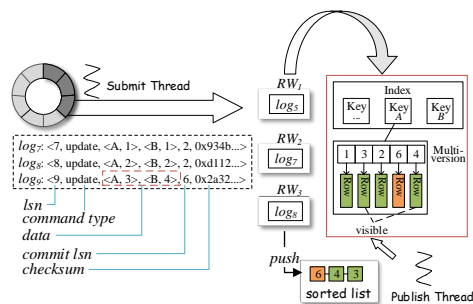 Submit Thread
RW1
log5
RW2
log7
RW3
log8
push
6 4 3
sorted list
log7: <7, update, <A, 1>, <B, 1>, 2, 0x934b...>
log8: <8, update, <A, 2>, <B, 2>, 2, 0xd112...>
log9: <9, update, <A, 3>, <B, 4>, 6, 0x2a32...>
lsn
command type
data
commit lsn
checksum
Index
Key ...
Key A
Key B
1 3 2 6 4
Multi-
version
Row Row Row Row Row
visible
Publish Thread